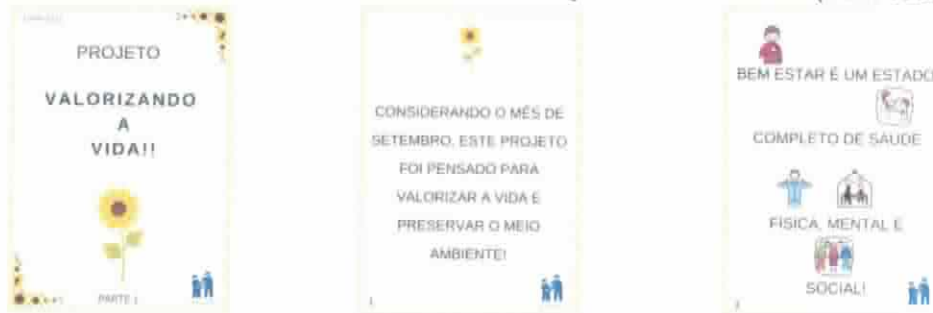 PROJETO
VALORIZANDO
A
VIDA!!
PARTE 1
CONSIDERANDO O MÊS DE
SETEMBRO, ESTE PROJETO
FOI PENSADO PARA
VALORIZAR A VIDA E
PRESERVAR O MEIO
AMBIENTE!
BEM ESTAR É UM ESTADO
COMPLETO DE SAÚDE
FÍSICA, MENTAL E
SOCIAL!